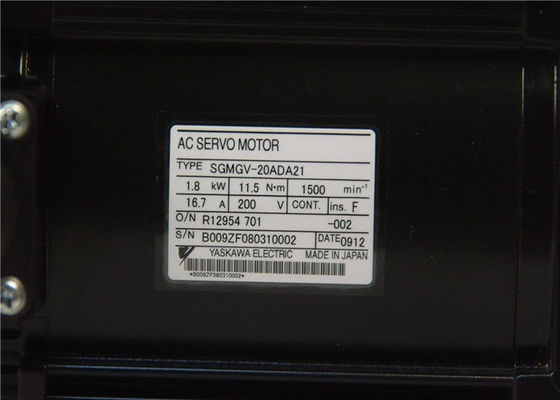 AC SERVO MOTOR
TYPE SGMGV-20ADA21
1.8 kW 11.5 N·m 1500 min⁻¹
16.7 A 200 V CONT. ins. F
O/N R12954 701 -002
S/N B009ZF080310002 DATE 0912
YASKAWA ELECTRIC MADE IN JAPAN
*B009ZF080310002*